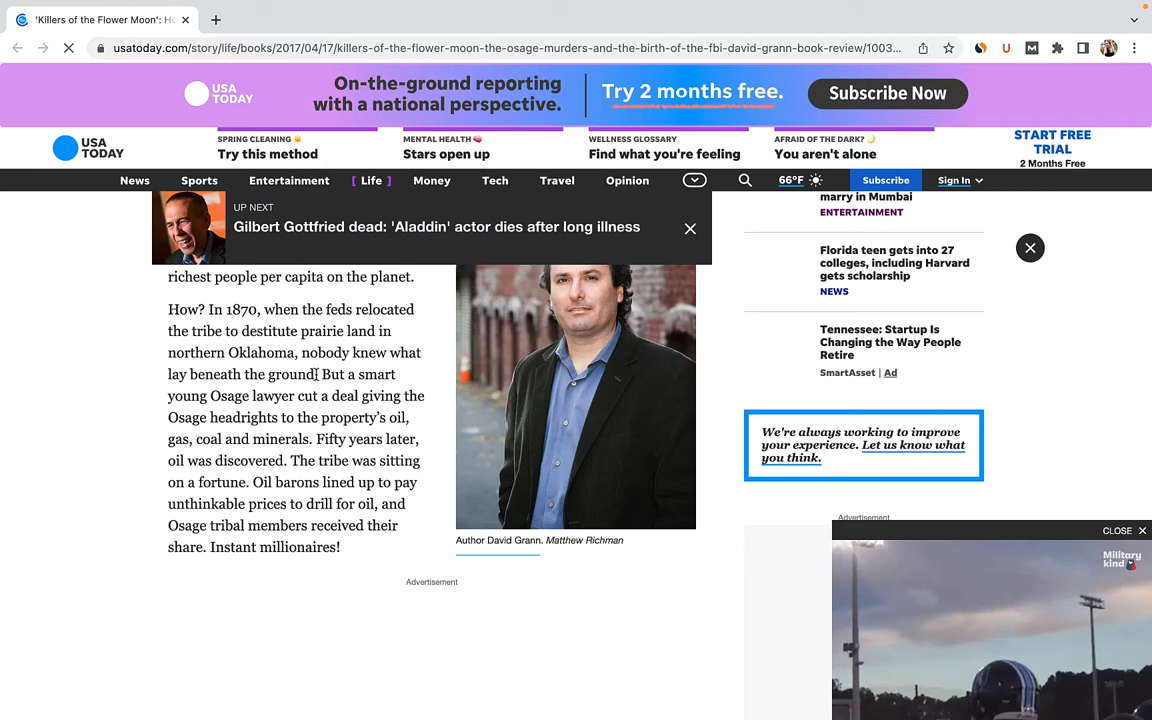 'Killers of the Flower Moon': Ho
usatoday.com/story/life/books/2017/04/17/killers-of-the-flower-moon-the-osage-murders-and-the-birth-of-the-fbi-david-grann-book-review/1003...
USA
TODAY
On-the-ground reporting
with a national perspective.
Try 2 months free.
Subscribe Now
USA
TODAY
SPRING CLEANING
Try this method
MENTAL HEALTH
Stars open up
WELLNESS GLOSSARY
Find what you're feeling
AFRAID OF THE DARK?
You aren't alone
START FREE
TRIAL
2 Months Free
News
Sports
Entertainment
[ Life ]
Money
Tech
Travel
Opinion
66°F
Subscribe
Sign In
UP NEXT
Gilbert Gottfried dead: 'Aladdin' actor dies after long illness
richest people per capita on the planet.
How? In 1870, when the feds relocated
the tribe to destitute prairie land in
northern Oklahoma, nobody knew what
lay beneath the ground. But a smart
young Osage lawyer cut a deal giving the
Osage headrights to the property's oil,
gas, coal and minerals. Fifty years later,
oil was discovered. The tribe was sitting
on a fortune. Oil barons lined up to pay
unthinkable prices to drill for oil, and
Osage tribal members received their
share. Instant millionaires!
Author David Grann. Matthew Richman
Advertisement
marry in Mumbai
ENTERTAINMENT
Florida teen gets into 27
colleges, including Harvard
gets scholarship
NEWS
Tennessee: Startup Is
Changing the Way People
Retire
SmartAsset | Ad
We're always working to improve
your experience. Let us know what
you think.
Advertisement
CLOSE
Military
kind